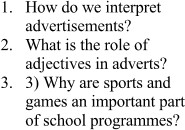 1. How do we interpret
advertisements?
2. What is the role of
adjectives in adverts?
3. 3) Why are sports and
games an important part
of school programmes?